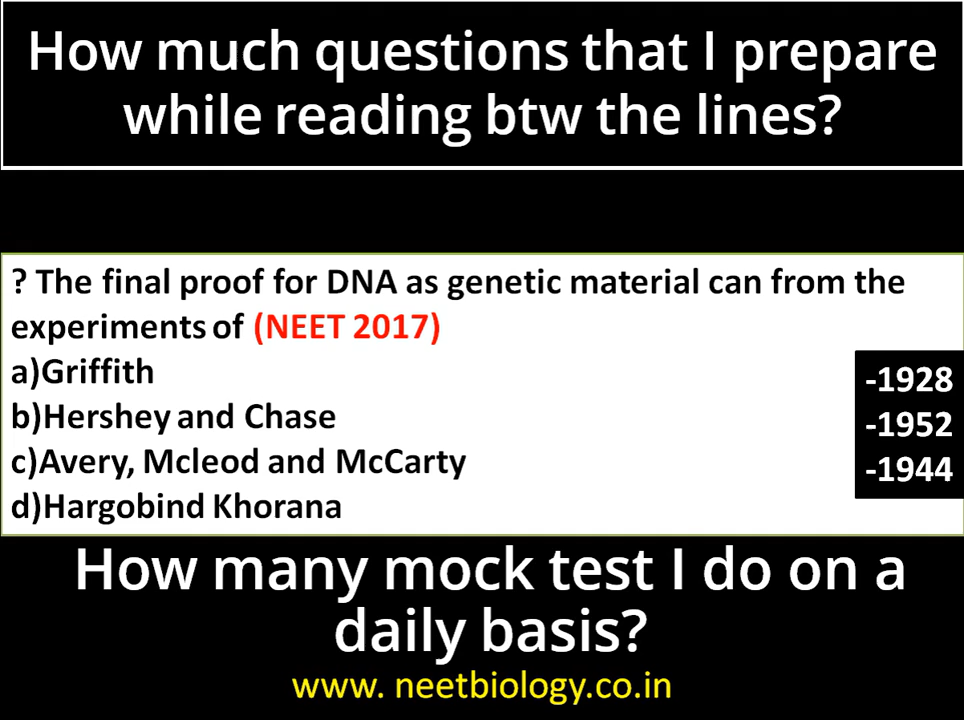 How much questions that I prepare
while reading btw the lines?
? The final proof for DNA as genetic material can from the
experiments of (NEET 2017)
a)Griffith
-1928
b)Hershey and Chase
-1952
c)Avery, Mcleod and McCarty
-1944
d)Hargobind Khorana
How many mock test I do on a
daily basis?
www. neetbiology.co.in